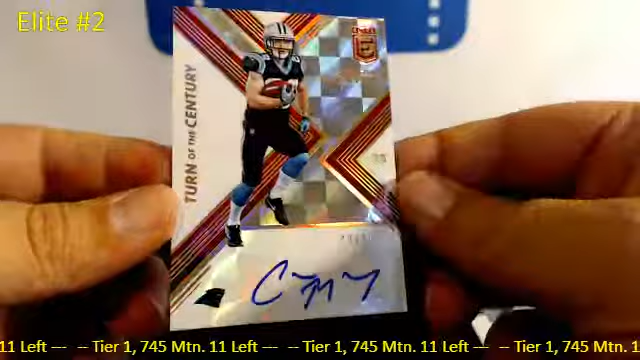 Elite #2
TURN OF THE CENTURY
11 Left --- -- Tier 1, 745 Mtn. 11 Left --- -- Tier 1, 745 Mtn. 11 Left --- -- Tier 1, 745 Mtn. 1